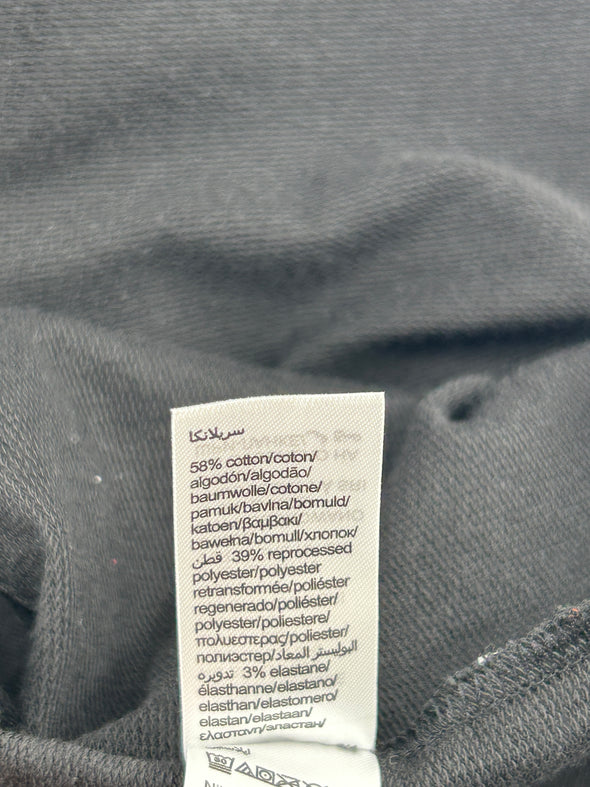 سريلانكا
58% cotton/coton/
algodón/algodão/
baumwolle/cotone/
pamuk/bavlna/bomuld/
katoen/βαμβακι/
bawełna/bomull/хлопок/
قطن 39% reprocessed
polyester/polyester
retransformée/poliéster
regenerado/poliéster/
polyester/poliestere/
πολυεστερας/poliester/
полиэстер/البوليستر المعاد
تدويره 3% elastane/
élasthanne/elastano/
elasthan/elastomero/
elastan/elastaan/
ελαστανη/эластан/